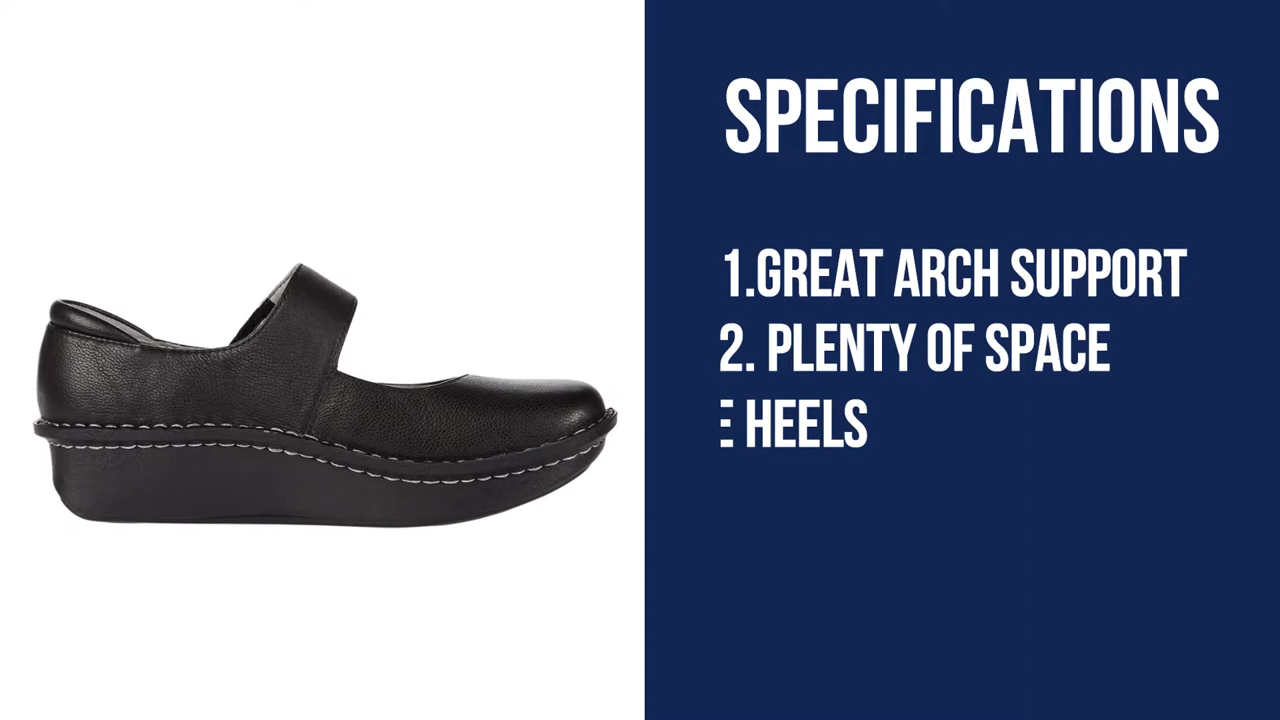 SPECIFICATIONS
1.GREAT ARCH SUPPORT
2. PLENTY OF SPACE
HEELS